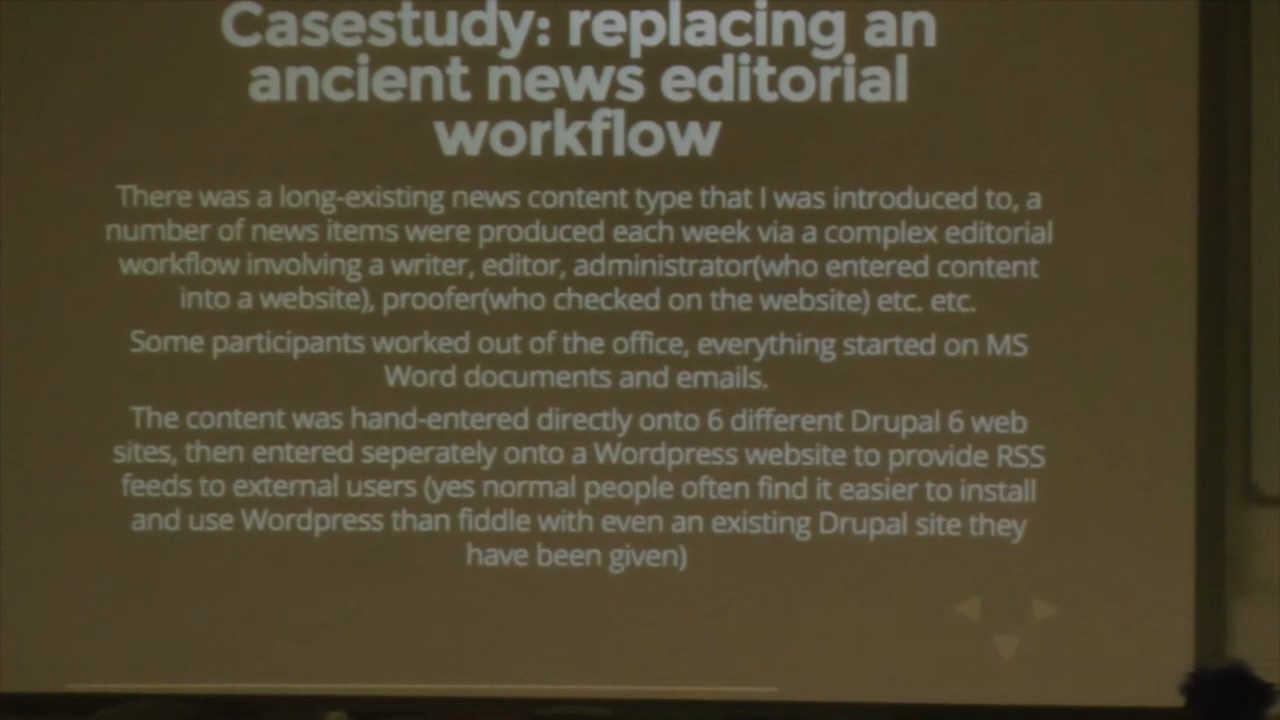 Casestudy: replacing an
ancient news editorial
workflow
There was a long-existing news content type that I was introduced to, a
number of news items were produced each week via a complex editorial
workflow involving a writer, editor, administrator(who entered content
into a website), proofer(who checked on the website) etc. etc.
Some participants worked out of the office, everything started on MS
Word documents and emails.
The content was hand-entered directly onto 6 different Drupal 6 web
sites, then entered seperately onto a Wordpress website to provide RSS
feeds to external users (yes normal people often find it easier to install
and use Wordpress than fiddle with even an existing Drupal site they
have been given)